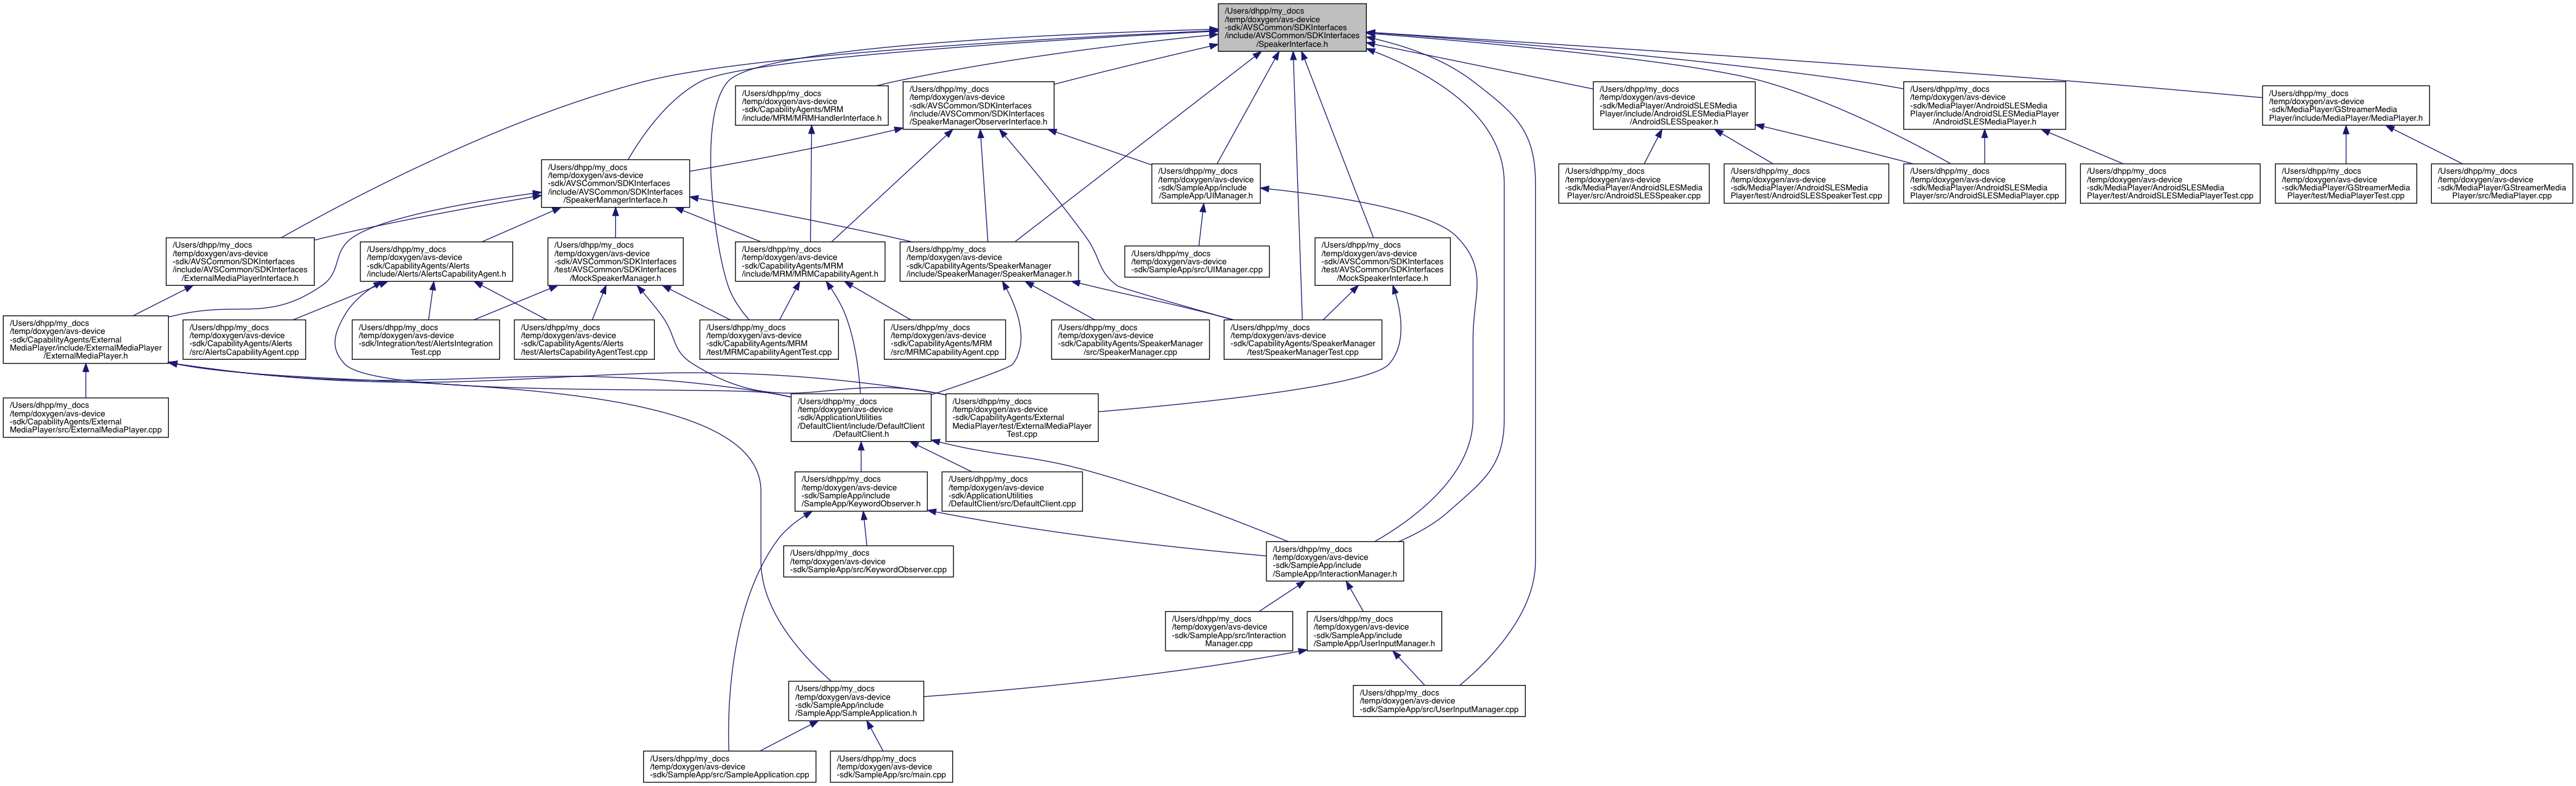 /Users/dhpp/my_docs
/temp/doxygen/avs-device
-sdk/AVSCommon/SDKInterfaces
/include/AVSCommon/SDKInterfaces
/SpeakerInterface.h
/Users/dhpp/my_docs
/temp/doxygen/avs-device
-sdk/CapabilityAgents/MRM
/include/MRM/MRMHandlerInterface.h
/Users/dhpp/my_docs
/temp/doxygen/avs-device
-sdk/AVSCommon/SDKInterfaces
/include/AVSCommon/SDKInterfaces
/SpeakerManagerObserverInterface.h
/Users/dhpp/my_docs
/temp/doxygen/avs-device
-sdk/MediaPlayer/AndroidSLESMedia
Player/include/AndroidSLESMediaPlayer
/AndroidSLESSpeaker.h
/Users/dhpp/my_docs
/temp/doxygen/avs-device
-sdk/MediaPlayer/AndroidSLESMedia
Player/include/AndroidSLESMediaPlayer
/AndroidSLESMediaPlayer.h
/Users/dhpp/my_docs
/temp/doxygen/avs-device
-sdk/MediaPlayer/GStreamerMedia
Player/include/MediaPlayer/MediaPlayer.h
/Users/dhpp/my_docs
/temp/doxygen/avs-device
-sdk/AVSCommon/SDKInterfaces
/include/AVSCommon/SDKInterfaces
/SpeakerManagerInterface.h
/Users/dhpp/my_docs
/temp/doxygen/avs-device
-sdk/SampleApp/include
/SampleApp/UIManager.h
/Users/dhpp/my_docs
/temp/doxygen/avs-device
-sdk/MediaPlayer/AndroidSLESMedia
Player/src/AndroidSLESSpeaker.cpp
/Users/dhpp/my_docs
/temp/doxygen/avs-device
-sdk/MediaPlayer/AndroidSLESMedia
Player/test/AndroidSLESSpeakerTest.cpp
/Users/dhpp/my_docs
/temp/doxygen/avs-device
-sdk/MediaPlayer/AndroidSLESMedia
Player/src/AndroidSLESMediaPlayer.cpp
/Users/dhpp/my_docs
/temp/doxygen/avs-device
-sdk/MediaPlayer/AndroidSLESMedia
Player/test/AndroidSLESMediaPlayerTest.cpp
/Users/dhpp/my_docs
/temp/doxygen/avs-device
-sdk/MediaPlayer/GStreamerMedia
Player/test/MediaPlayerTest.cpp
/Users/dhpp/my_docs
/temp/doxygen/avs-device
-sdk/MediaPlayer/GStreamerMedia
Player/src/MediaPlayer.cpp
/Users/dhpp/my_docs
/temp/doxygen/avs-device
-sdk/AVSCommon/SDKInterfaces
/include/AVSCommon/SDKInterfaces
/ExternalMediaPlayerInterface.h
/Users/dhpp/my_docs
/temp/doxygen/avs-device
-sdk/CapabilityAgents/Alerts
/include/Alerts/AlertsCapabilityAgent.h
/Users/dhpp/my_docs
/temp/doxygen/avs-device
-sdk/AVSCommon/SDKInterfaces
/test/AVSCommon/SDKInterfaces
/MockSpeakerManager.h
/Users/dhpp/my_docs
/temp/doxygen/avs-device
-sdk/CapabilityAgents/MRM
/include/MRM/MRMCapabilityAgent.h
/Users/dhpp/my_docs
/temp/doxygen/avs-device
-sdk/CapabilityAgents/SpeakerManager
/include/SpeakerManager/SpeakerManager.h
/Users/dhpp/my_docs
/temp/doxygen/avs-device
-sdk/SampleApp/src/UIManager.cpp
/Users/dhpp/my_docs
/temp/doxygen/avs-device
-sdk/AVSCommon/SDKInterfaces
/test/AVSCommon/SDKInterfaces
/MockSpeakerInterface.h
/Users/dhpp/my_docs
/temp/doxygen/avs-device
-sdk/CapabilityAgents/External
MediaPlayer/include/ExternalMediaPlayer
/ExternalMediaPlayer.h
/Users/dhpp/my_docs
/temp/doxygen/avs-device
-sdk/CapabilityAgents/Alerts
/src/AlertsCapabilityAgent.cpp
/Users/dhpp/my_docs
/temp/doxygen/avs-device
-sdk/Integration/test/AlertsIntegration
Test.cpp
/Users/dhpp/my_docs
/temp/doxygen/avs-device
-sdk/CapabilityAgents/Alerts
/test/AlertsCapabilityAgentTest.cpp
/Users/dhpp/my_docs
/temp/doxygen/avs-device
-sdk/CapabilityAgents/MRM
/test/MRMCapabilityAgentTest.cpp
/Users/dhpp/my_docs
/temp/doxygen/avs-device
-sdk/CapabilityAgents/MRM
/src/MRMCapabilityAgent.cpp
/Users/dhpp/my_docs
/temp/doxygen/avs-device
-sdk/CapabilityAgents/SpeakerManager
/src/SpeakerManager.cpp
/Users/dhpp/my_docs
/temp/doxygen/avs-device
-sdk/CapabilityAgents/SpeakerManager
/test/SpeakerManagerTest.cpp
/Users/dhpp/my_docs
/temp/doxygen/avs-device
-sdk/CapabilityAgents/External
MediaPlayer/src/ExternalMediaPlayer.cpp
/Users/dhpp/my_docs
/temp/doxygen/avs-device
-sdk/ApplicationUtilities
/DefaultClient/include/DefaultClient
/DefaultClient.h
/Users/dhpp/my_docs
/temp/doxygen/avs-device
-sdk/CapabilityAgents/External
MediaPlayer/test/ExternalMediaPlayer
Test.cpp
/Users/dhpp/my_docs
/temp/doxygen/avs-device
-sdk/SampleApp/include
/SampleApp/KeywordObserver.h
/Users/dhpp/my_docs
/temp/doxygen/avs-device
-sdk/ApplicationUtilities
/DefaultClient/src/DefaultClient.cpp
/Users/dhpp/my_docs
/temp/doxygen/avs-device
-sdk/SampleApp/src/KeywordObserver.cpp
/Users/dhpp/my_docs
/temp/doxygen/avs-device
-sdk/SampleApp/include
/SampleApp/InteractionManager.h
/Users/dhpp/my_docs
/temp/doxygen/avs-device
-sdk/SampleApp/src/Interaction
Manager.cpp
/Users/dhpp/my_docs
/temp/doxygen/avs-device
-sdk/SampleApp/include
/SampleApp/UserInputManager.h
/Users/dhpp/my_docs
/temp/doxygen/avs-device
-sdk/SampleApp/include
/SampleApp/SampleApplication.h
/Users/dhpp/my_docs
/temp/doxygen/avs-device
-sdk/SampleApp/src/UserInputManager.cpp
/Users/dhpp/my_docs
/temp/doxygen/avs-device
-sdk/SampleApp/src/SampleApplication.cpp
/Users/dhpp/my_docs
/temp/doxygen/avs-device
-sdk/SampleApp/src/main.cpp